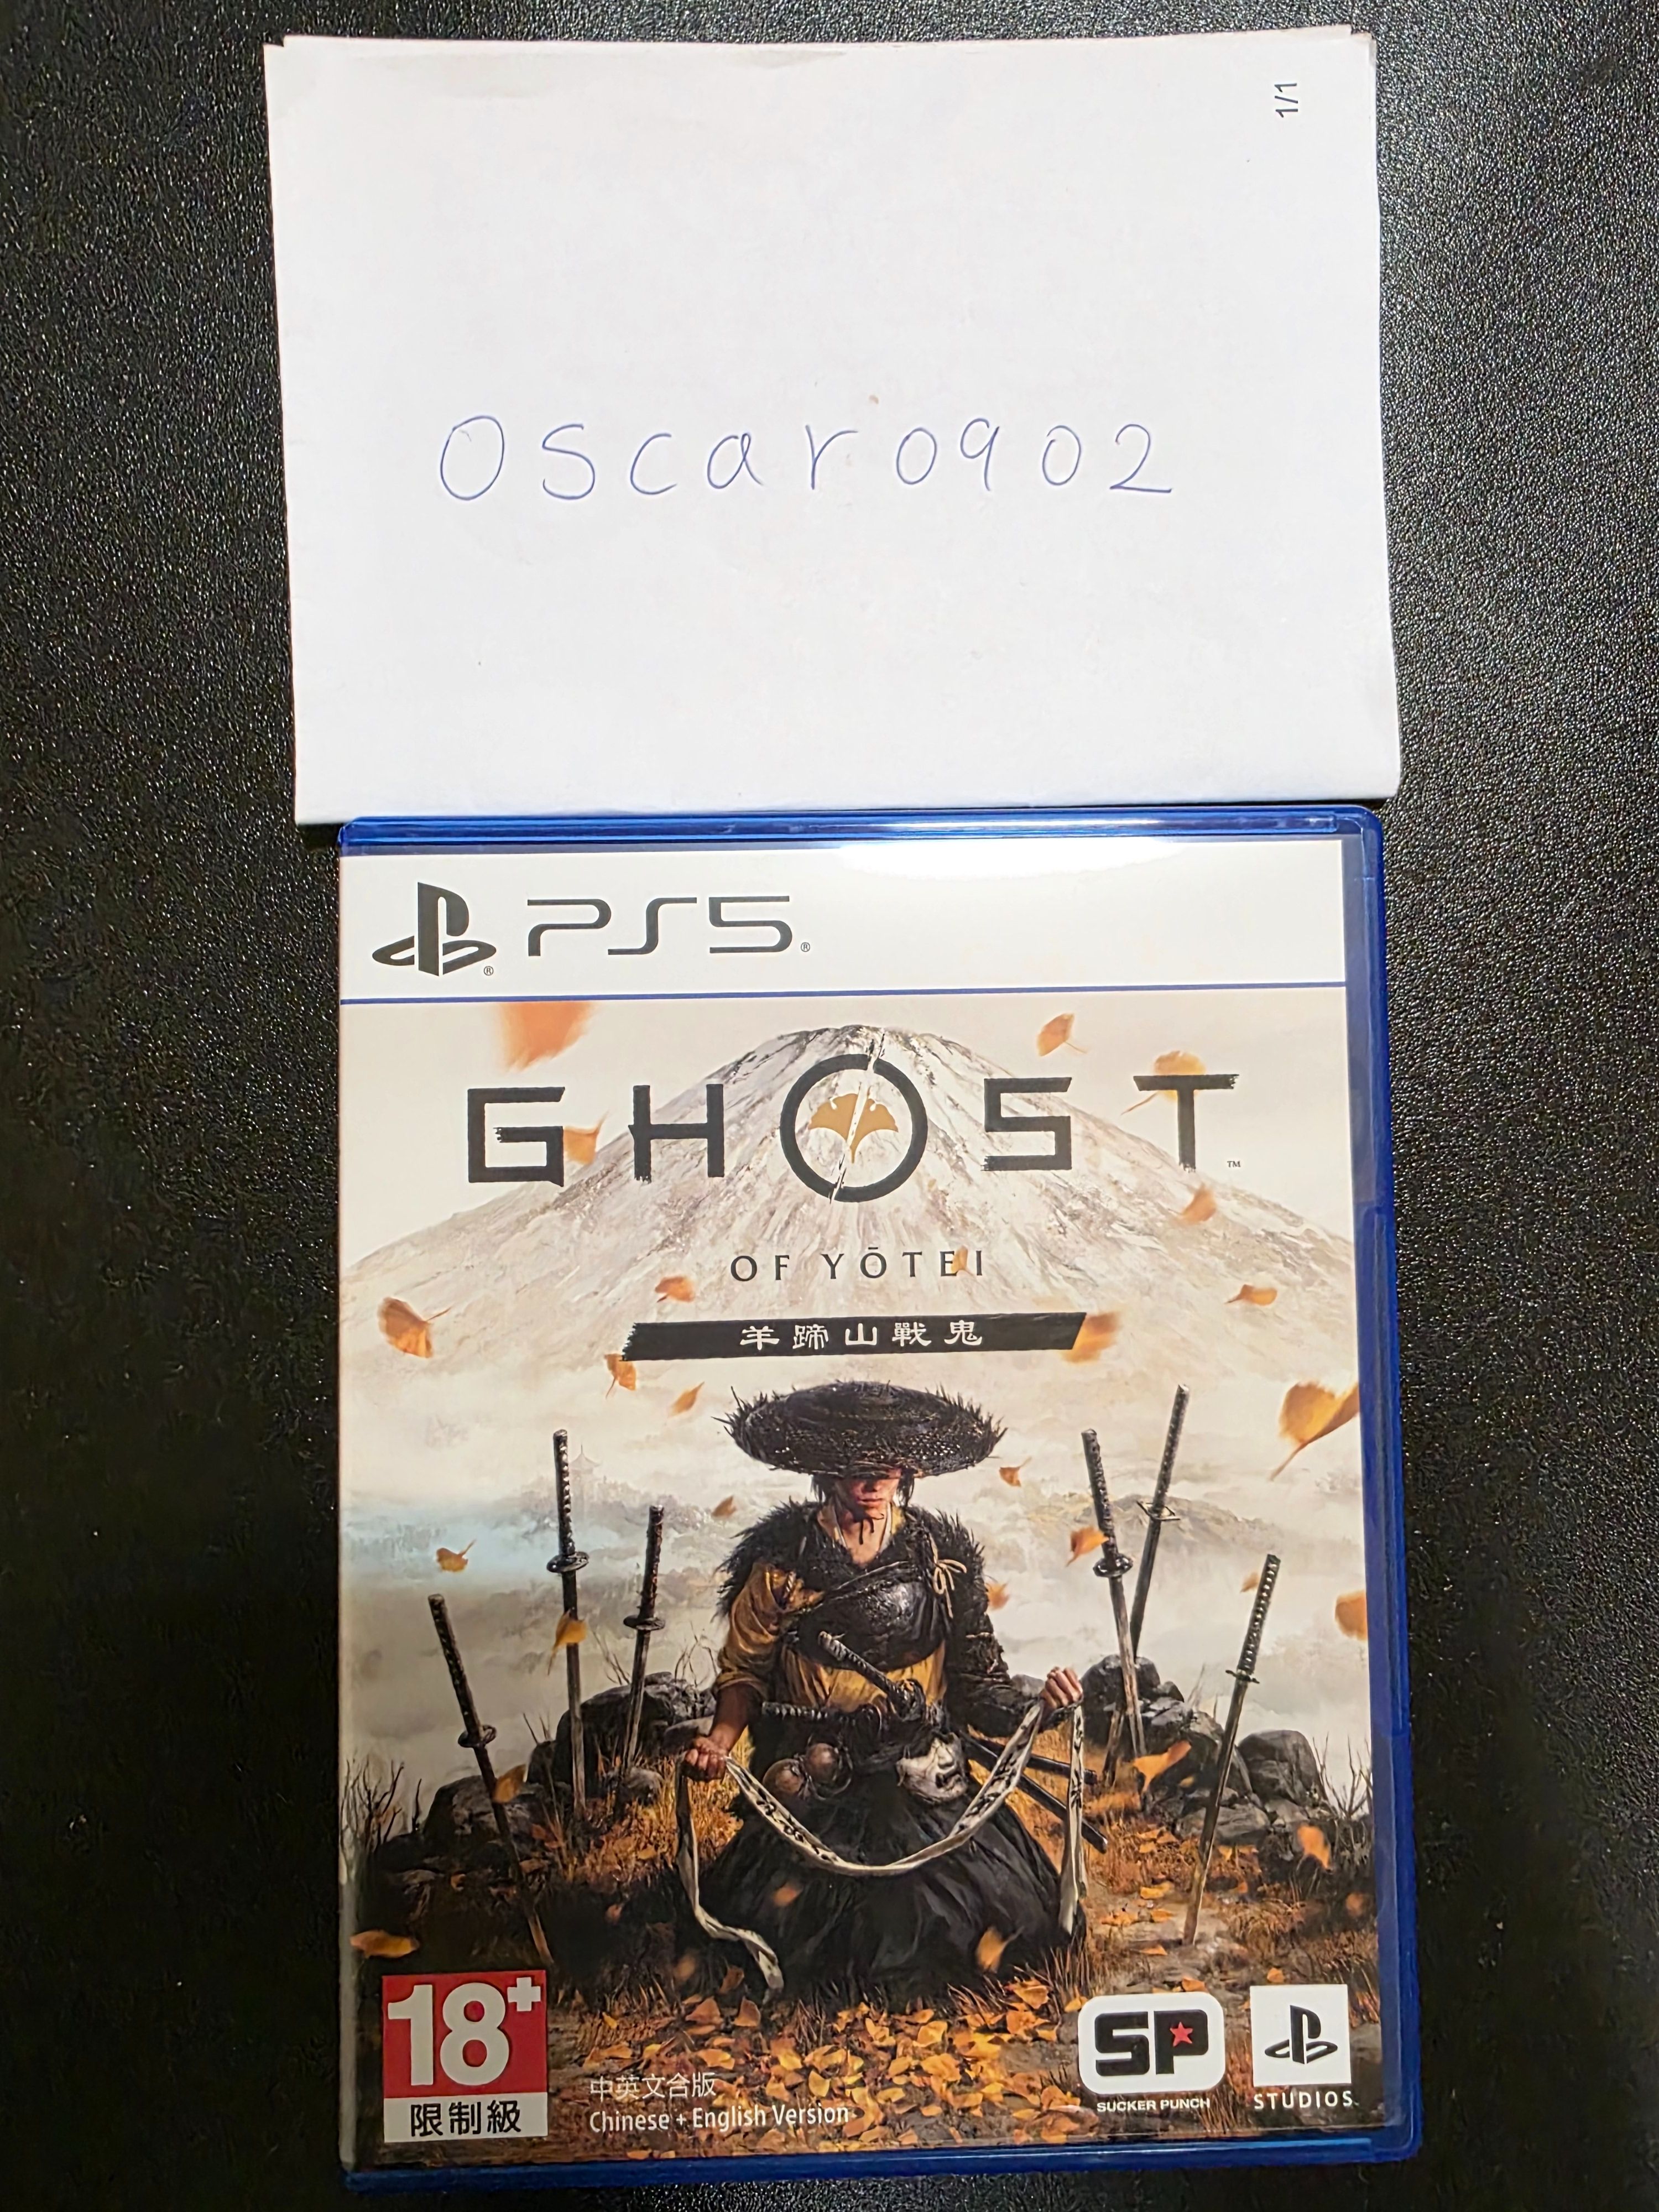 1/1
Oscar0902
PS5®
GHOST™
OF YŌTEI
羊蹄山戰鬼
18+
限制級
中英文合版
Chinese + English Version
SP
SUCKER PUNCH
STUDIOS